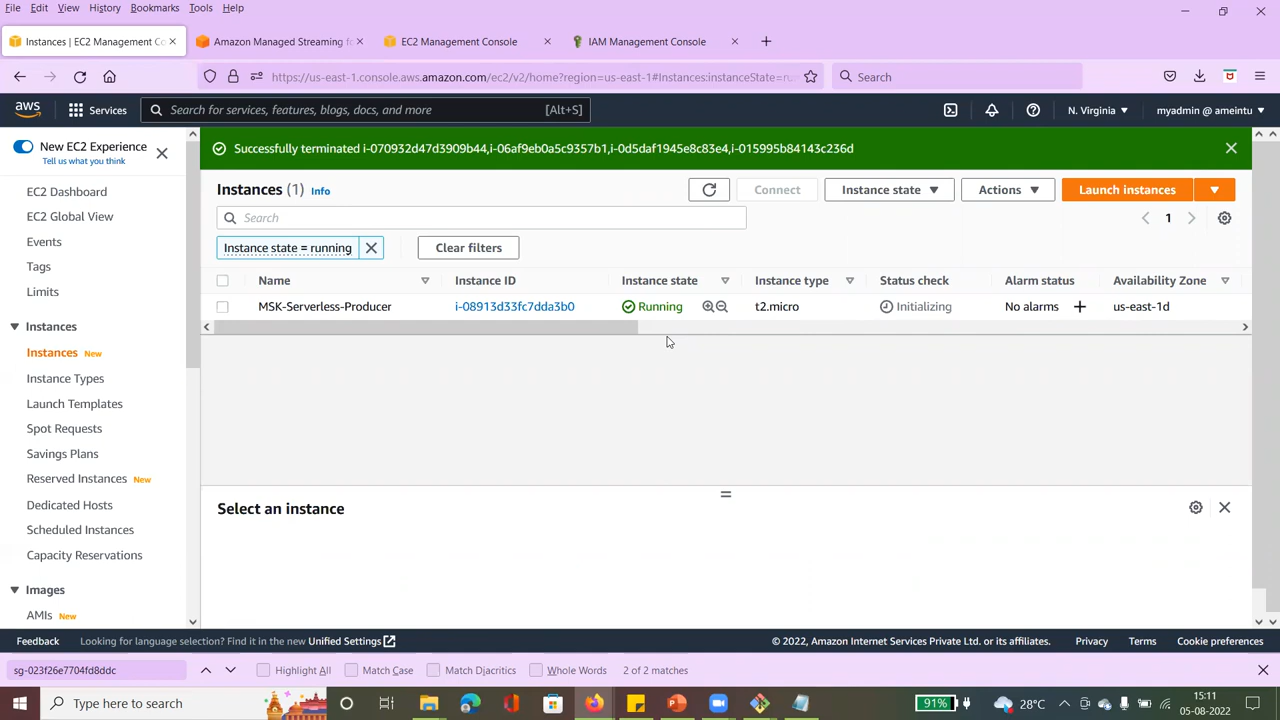 File Edit View History Bookmarks Tools Help
Instances | EC2 Management Co
Amazon Managed Streaming fo
EC2 Management Console
IAM Management Console
https://us-east-1.console.aws.amazon.com/ec2/v2/home?region=us-east-1#Instances:instanceState=ru
Search
aws
Services
Search for services, features, blogs, docs, and more [Alt+S]
N. Virginia
myadmin @ ameintu
New EC2 Experience
Tell us what you think
EC2 Dashboard
EC2 Global View
Events
Tags
Limits
Instances
Instances New
Instance Types
Launch Templates
Spot Requests
Savings Plans
Reserved Instances New
Dedicated Hosts
Scheduled Instances
Capacity Reservations
Images
AMIs New
Successfully terminated i-070932d47d3909b44,i-06af9eb0a5c9357b1,i-0d5daf1945e8c83e4,i-015995b84143c236d
Instances (1) Info
Connect
Instance state
Actions
Launch instances
Search
1
Instance state = running
Clear filters
Name Instance ID Instance state Instance type Status check Alarm status Availability Zone
MSK-Serverless-Producer i-08913d33fc7dda3b0 Running t2.micro Initializing No alarms + us-east-1d
Select an instance
Feedback Looking for language selection? Find it in the new Unified Settings © 2022, Amazon Internet Services Private Ltd. or its affiliates. Privacy Terms Cookie preferences
sg-023f26e7704fd8ddc Highlight All Match Case Match Diacritics Whole Words 2 of 2 matches
Type here to search
91%
28°C
15:11
05-08-2022